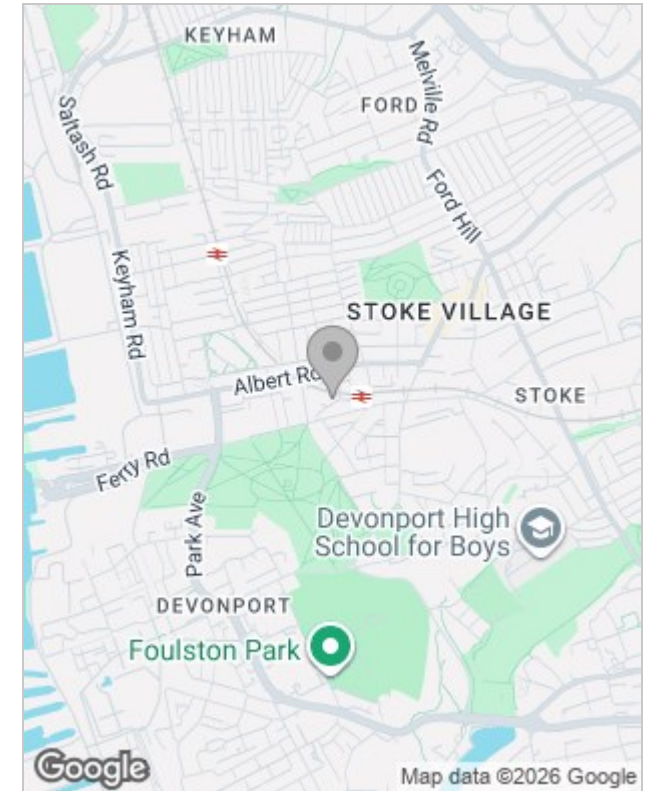 KEYHAM
Melville Rd
FORD
Saltash Rd
Ford Hill
Keyham Rd
STOKE VILLAGE
Albert Rd
STOKE
Ferry Rd
Park Ave
Devonport High
School for Boys
DEVONPORT
Foulston Park
Google
Map data ©2026 Google